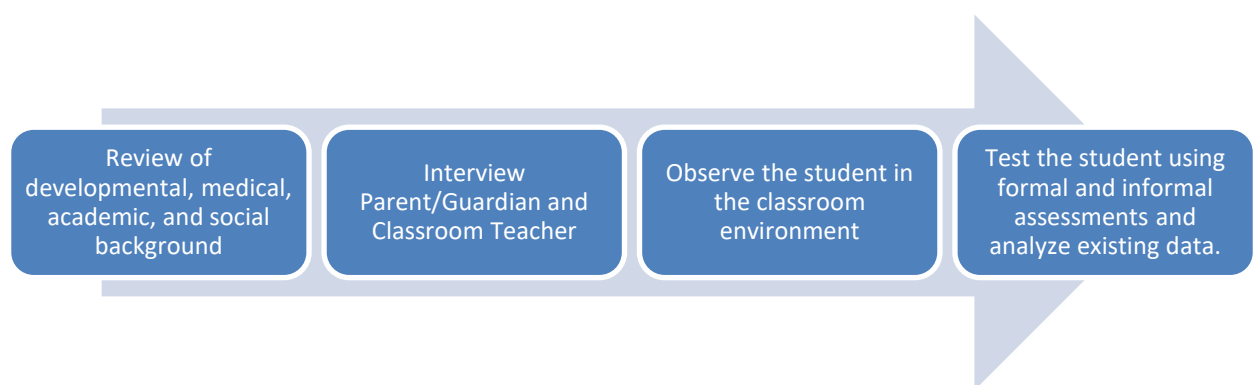 Review of
developmental, medical,
academic, and social
background
Interview
Parent/Guardian and
Classroom Teacher
Observe the student in
the classroom
environment
Test the student using
formal and informal
assessments and
analyze existing data.